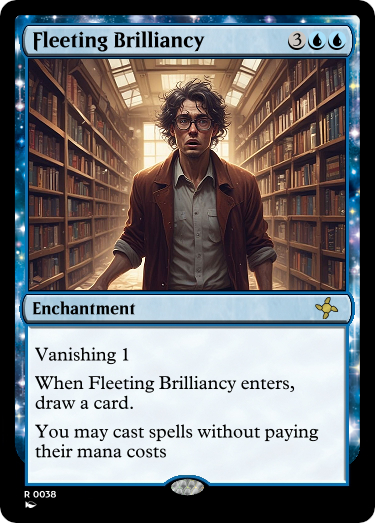 Fleeting Brilliancy 3
Enchantment
Vanishing 1
When Fleeting Brilliancy enters,
draw a card.
You may cast spells without paying
their mana costs
R 0038